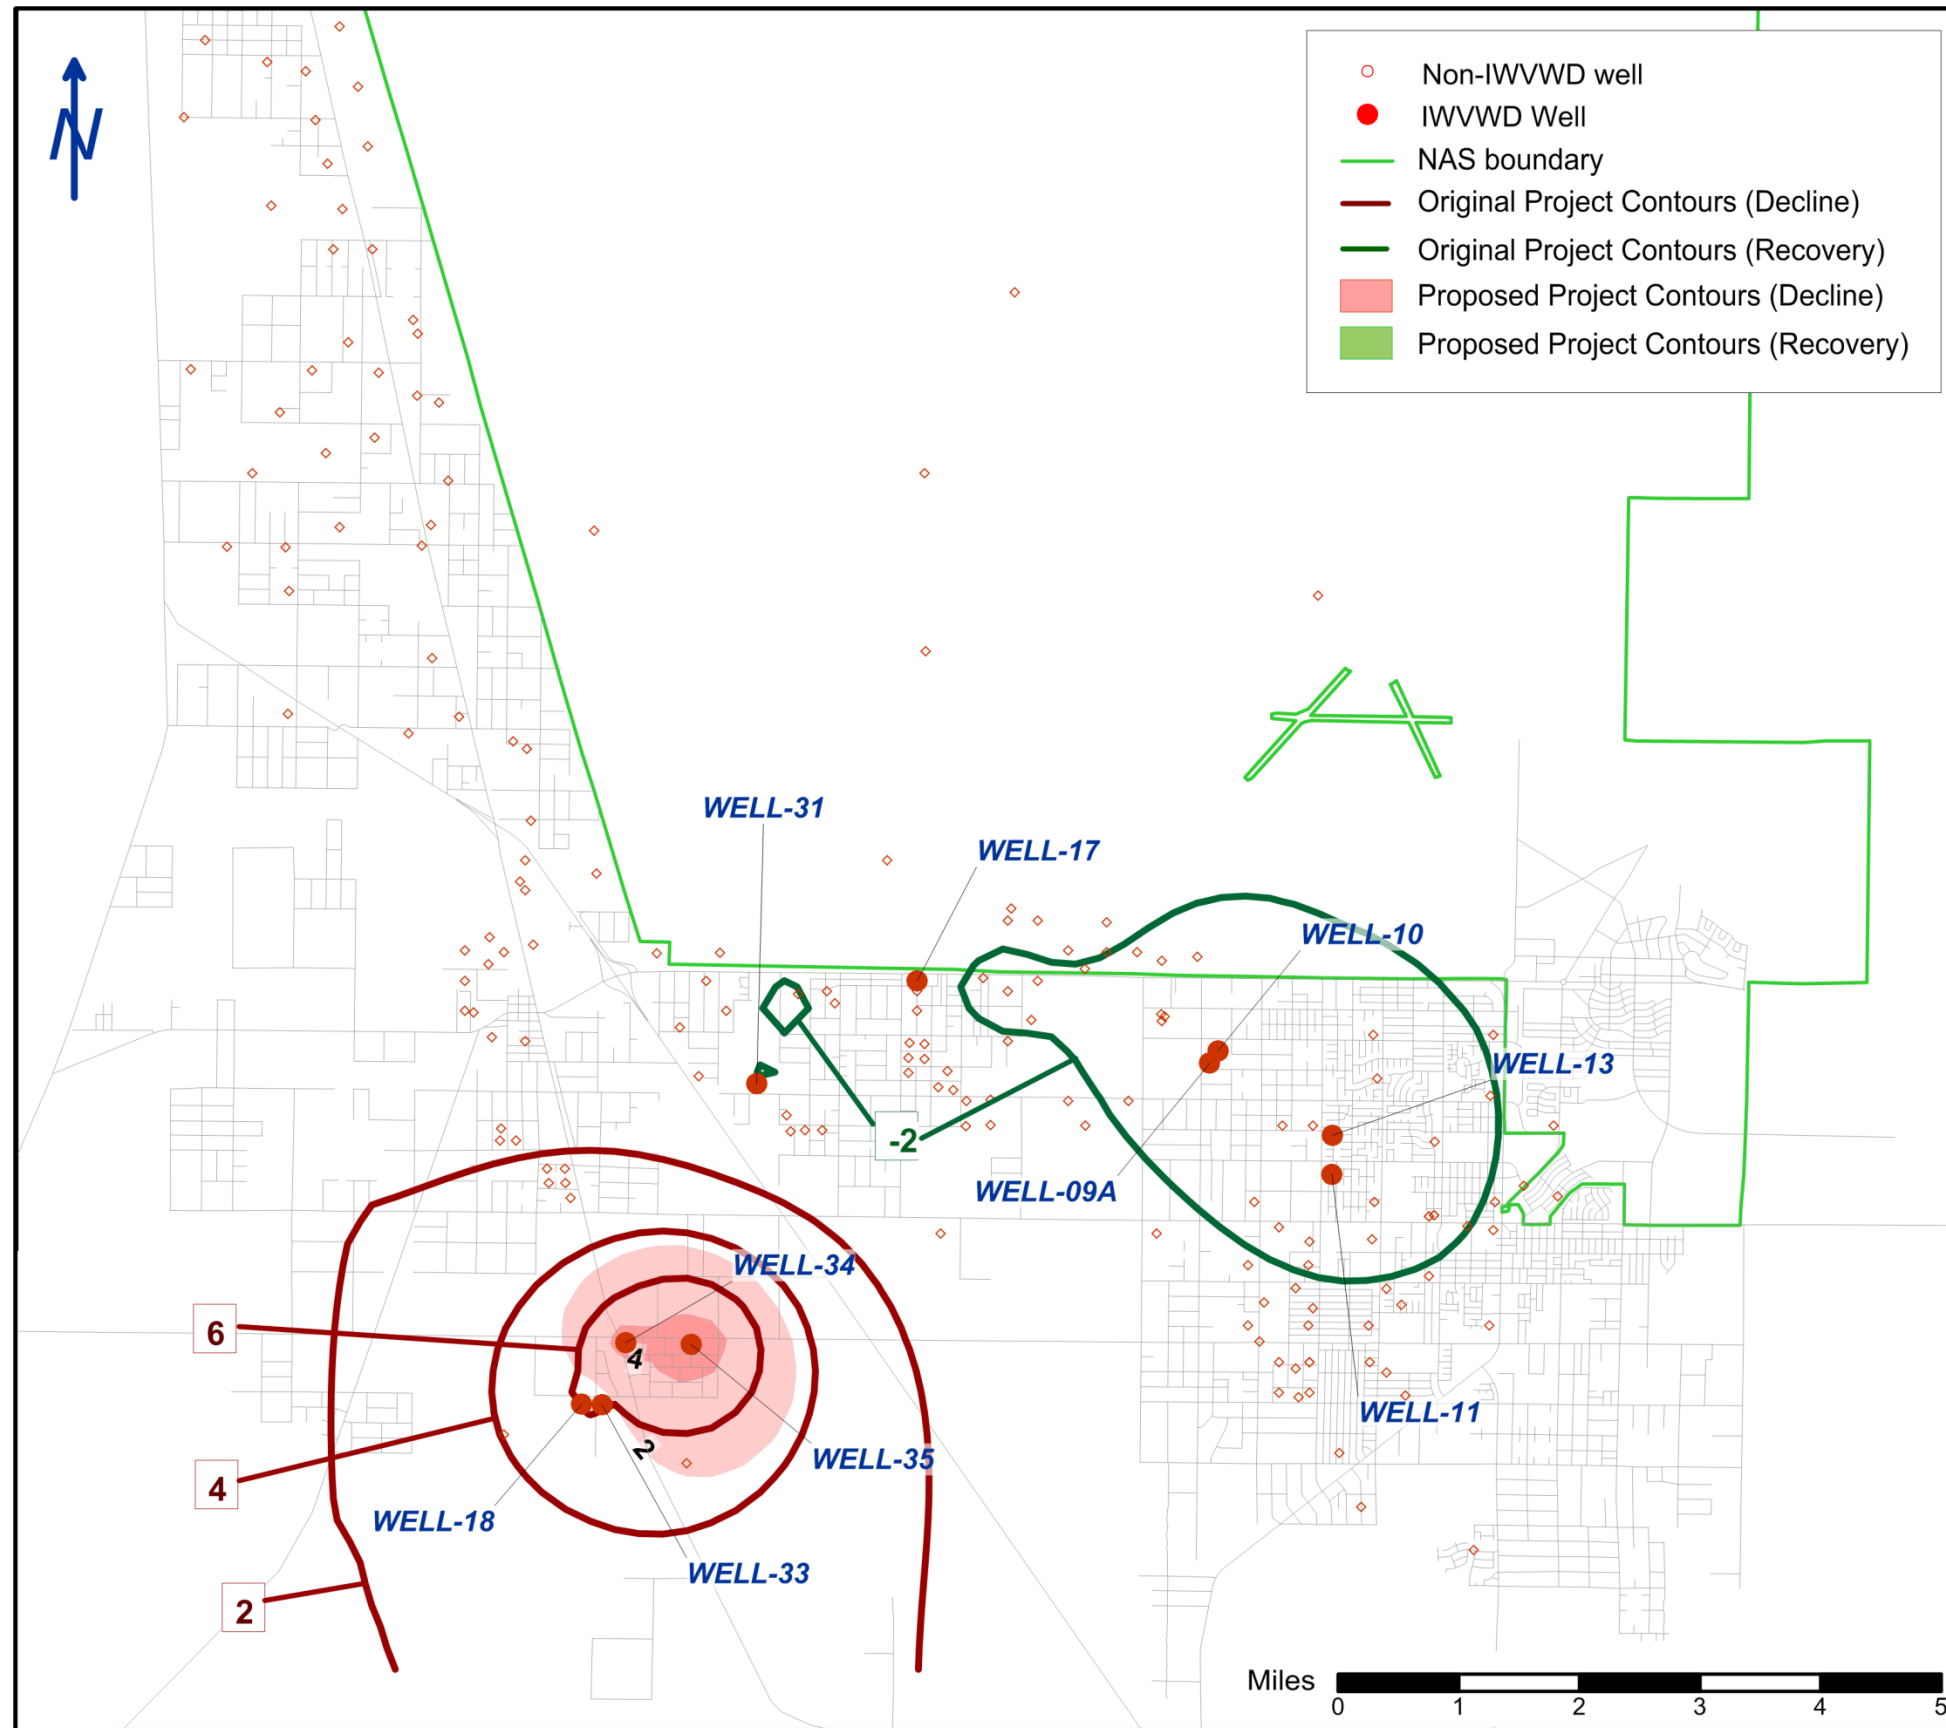 N
Non-IWVWD well
IWVWD Well
NAS boundary
Original Project Contours (Decline)
Original Project Contours (Recovery)
Proposed Project Contours (Decline)
Proposed Project Contours (Recovery)
WELL-31
WELL-17
WELL-10
WELL-13
-2
WELL-09A
WELL-34
6
4
WELL-11
2
WELL-35
4
WELL-18
WELL-33
2
Miles
0 1 2 3 4 5